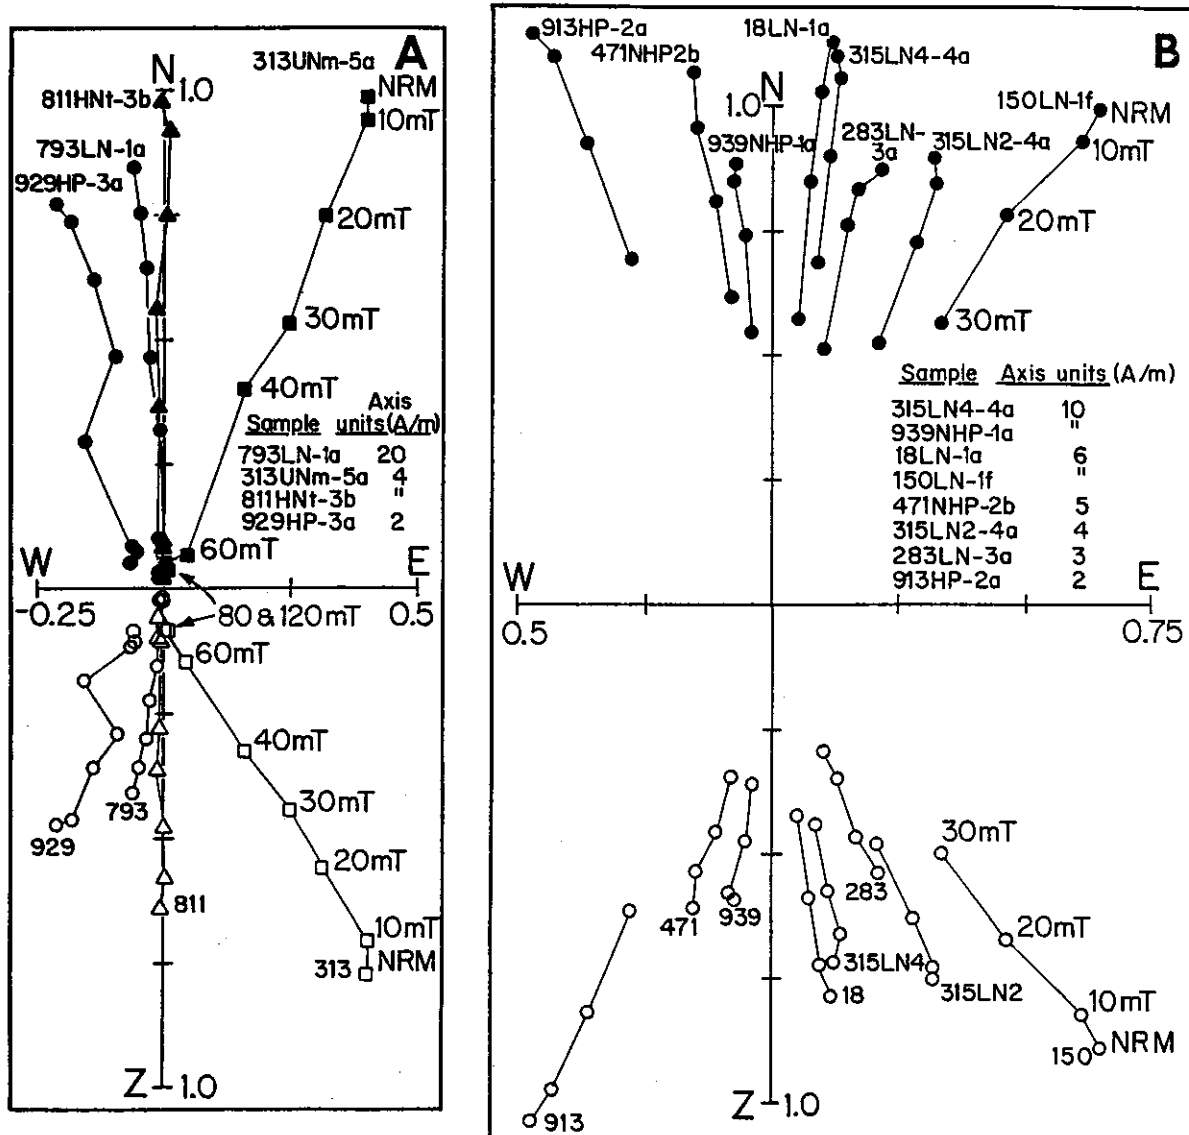 A
N
1.0
313UNm-5a
NRM
10mT
811HNt-3b
793LN-1a
929HP-3a
20mT
30mT
40mT
Axis
Sample units(A/m)
793LN-1a 20
313UNm-5a 4
811HNt-3b "
929HP-3a 2
60mT
W
E
-0.25
0.5
80 & 120 mT
60mT
40mT
30mT
20mT
10mT
NRM
793
929
811
313
Z
1.0
B
913HP-2a
471NHP2b
N
1.0
18LN-1a
315LN4-4a
939NHP-1a
283LN-
3a
315LN2-4a
150LN-1f
NRM
10mT
20mT
30mT
Sample Axis units (A/m)
315LN4-4a 10
939NHP-1a "
18LN-1a 6
150LN-1f "
471NHP-2b 5
315LN2-4a 4
283LN-3a 3
913HP-2a 2
W
E
0.5
0.75
30mT
20mT
10mT
NRM
471
939
283
315LN4
18
315LN2
150
913
Z
1.0